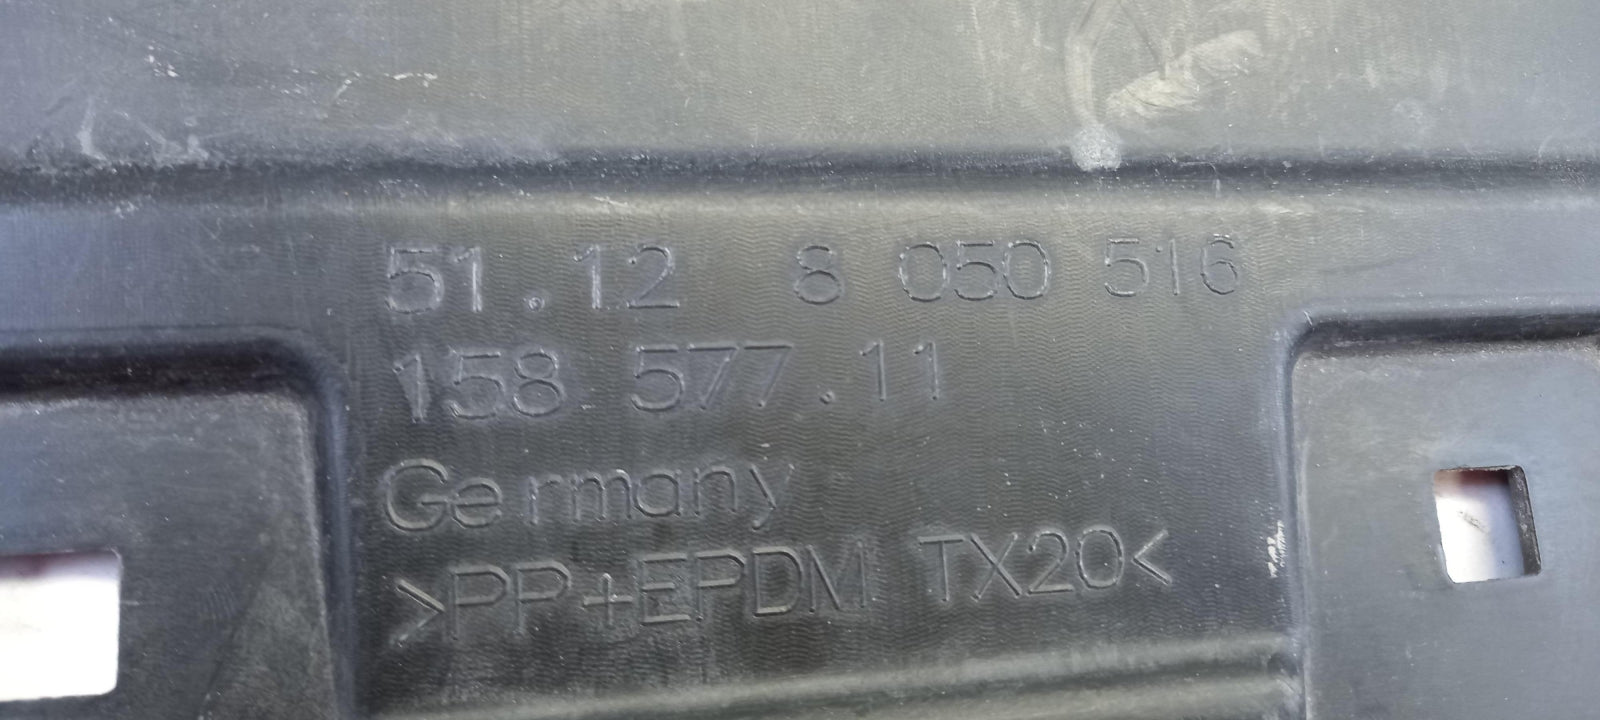 51.12 8 050 516
158 577.11
Germany
>PP+EPDM TX20<